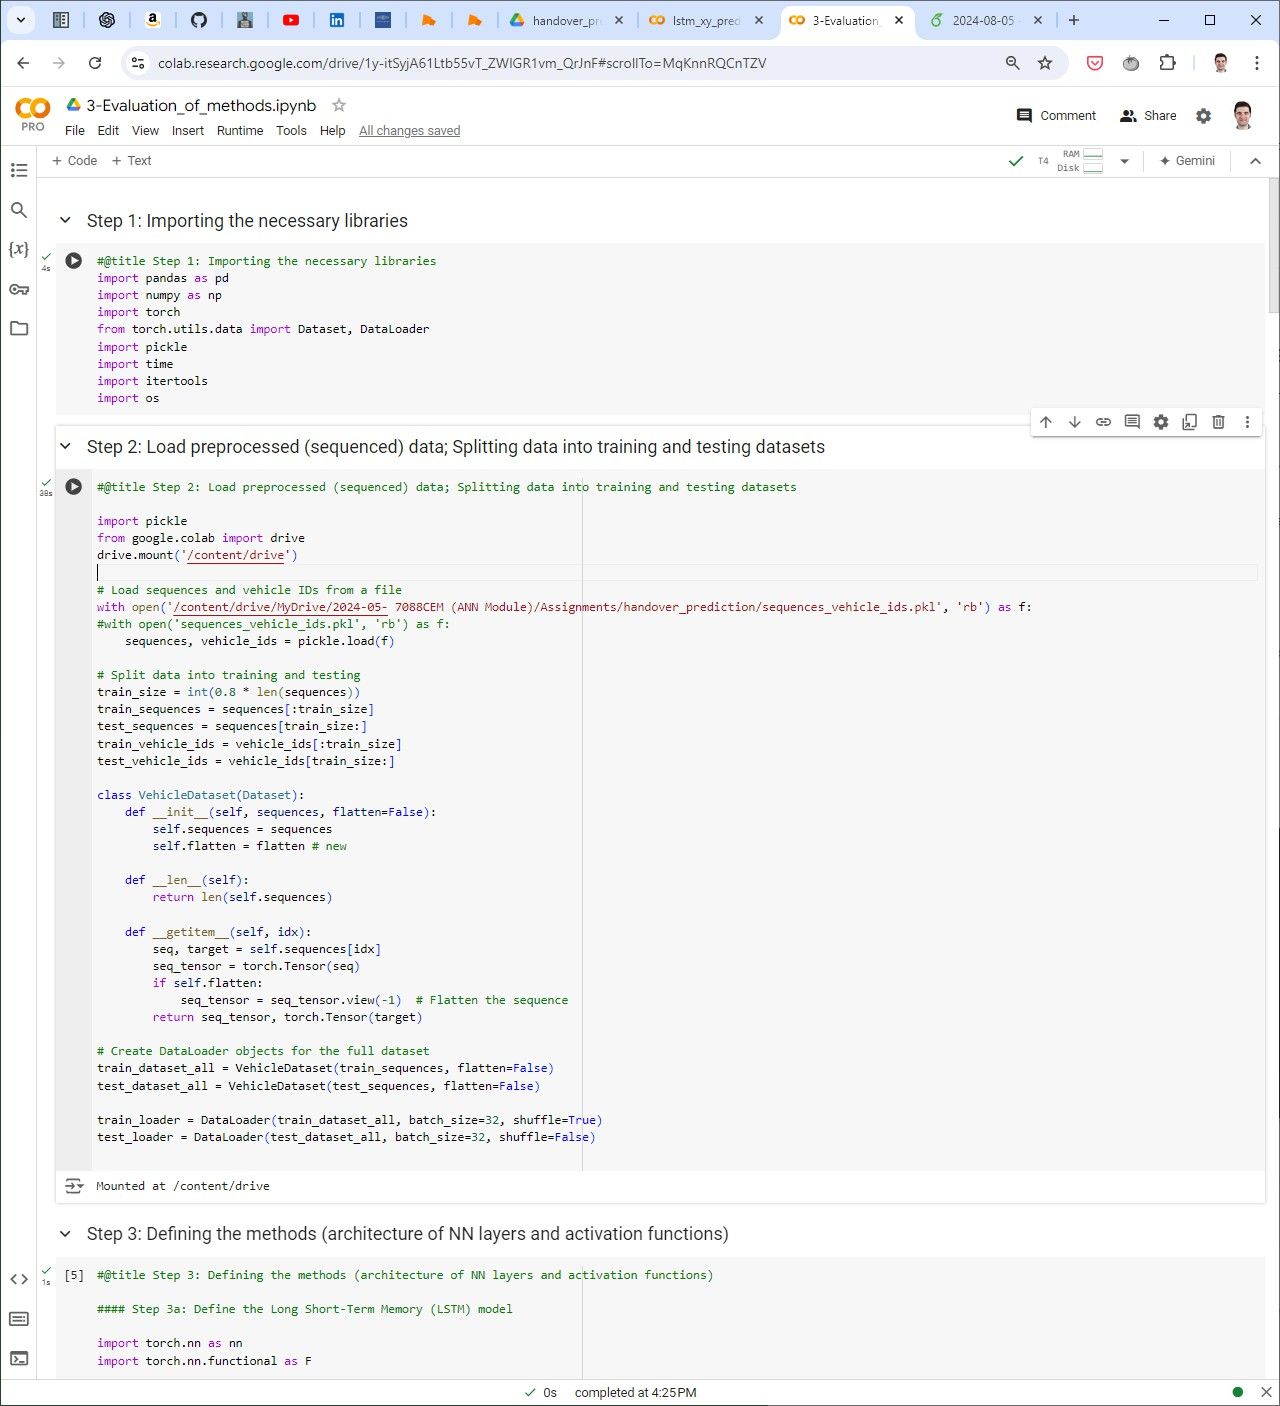 handover_pr
lstm_xy_pred
3-Evaluation_
2024-08-05
colab.research.google.com/drive/1y-itSyjA61Ltb55vT_ZWIGR1vm_QrJnF#scrollTo=MqKnnRQCnTZV
3-Evaluation_of_methods.ipynb
PRO
File Edit View Insert Runtime Tools Help All changes saved
Comment Share
+ Code + Text
T4 RAM Disk Gemini
Step 1: Importing the necessary libraries
4s
#@title Step 1: Importing the necessary libraries
import pandas as pd
import numpy as np
import torch
from torch.utils.data import Dataset, DataLoader
import pickle
import time
import itertools
import os
Step 2: Load preprocessed (sequenced) data; Splitting data into training and testing datasets
38s
#@title Step 2: Load preprocessed (sequenced) data; Splitting data into training and testing datasets
import pickle
from google.colab import drive
drive.mount('/content/drive')
# Load sequences and vehicle IDs from a file
with open('/content/drive/MyDrive/2024-05- 7088CEM (ANN Module)/Assignments/handover_prediction/sequences_vehicle_ids.pkl', 'rb') as f:
#with open('sequences_vehicle_ids.pkl', 'rb') as f:
    sequences, vehicle_ids = pickle.load(f)
# Split data into training and testing
train_size = int(0.8 * len(sequences))
train_sequences = sequences[:train_size]
test_sequences = sequences[train_size:]
train_vehicle_ids = vehicle_ids[:train_size]
test_vehicle_ids = vehicle_ids[train_size:]
class VehicleDataset(Dataset):
    def __init__(self, sequences, flatten=False):
        self.sequences = sequences
        self.flatten = flatten # new
    def __len__(self):
        return len(self.sequences)
    def __getitem__(self, idx):
        seq, target = self.sequences[idx]
        seq_tensor = torch.Tensor(seq)
        if self.flatten:
            seq_tensor = seq_tensor.view(-1)  # Flatten the sequence
        return seq_tensor, torch.Tensor(target)
# Create DataLoader objects for the full dataset
train_dataset_all = VehicleDataset(train_sequences, flatten=False)
test_dataset_all = VehicleDataset(test_sequences, flatten=False)
train_loader = DataLoader(train_dataset_all, batch_size=32, shuffle=True)
test_loader = DataLoader(test_dataset_all, batch_size=32, shuffle=False)
Mounted at /content/drive
Step 3: Defining the methods (architecture of NN layers and activation functions)
1s
[5] #@title Step 3: Defining the methods (architecture of NN layers and activation functions)
#### Step 3a: Define the Long Short-Term Memory (LSTM) model
import torch.nn as nn
import torch.nn.functional as F
0s completed at 4:25 PM